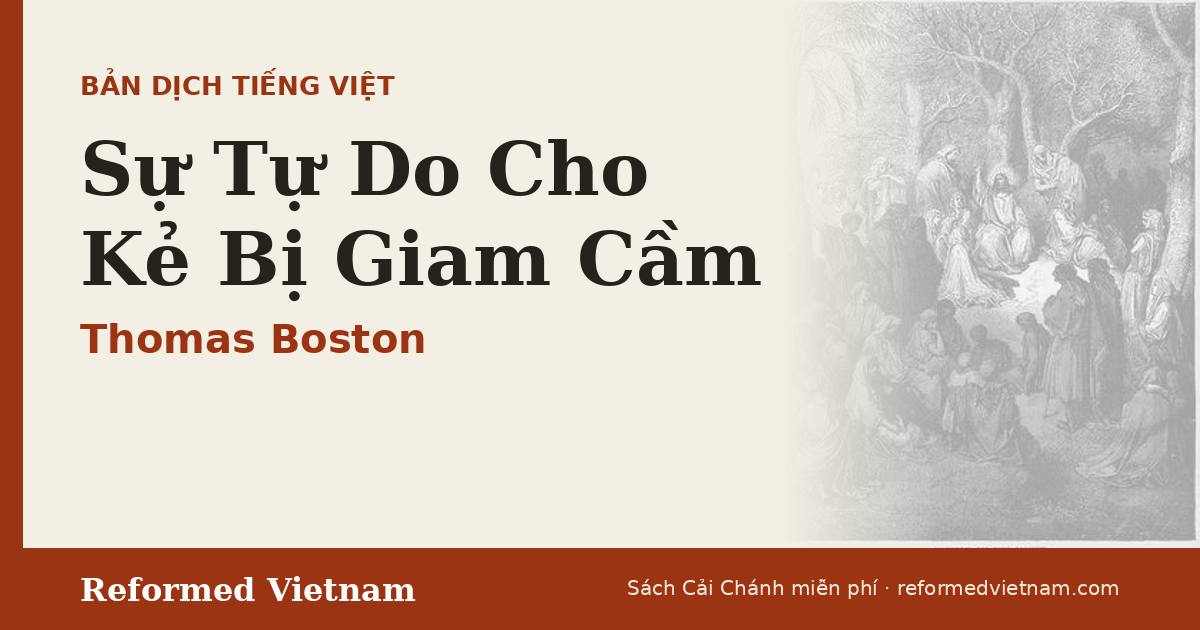 BẢN DỊCH TIẾNG VIỆT
Sự Tự Do Cho
Kẻ Bị Giam Cầm
Thomas Boston
Reformed Vietnam
Sách Cải Chánh miễn phí · reformedvietnam.com